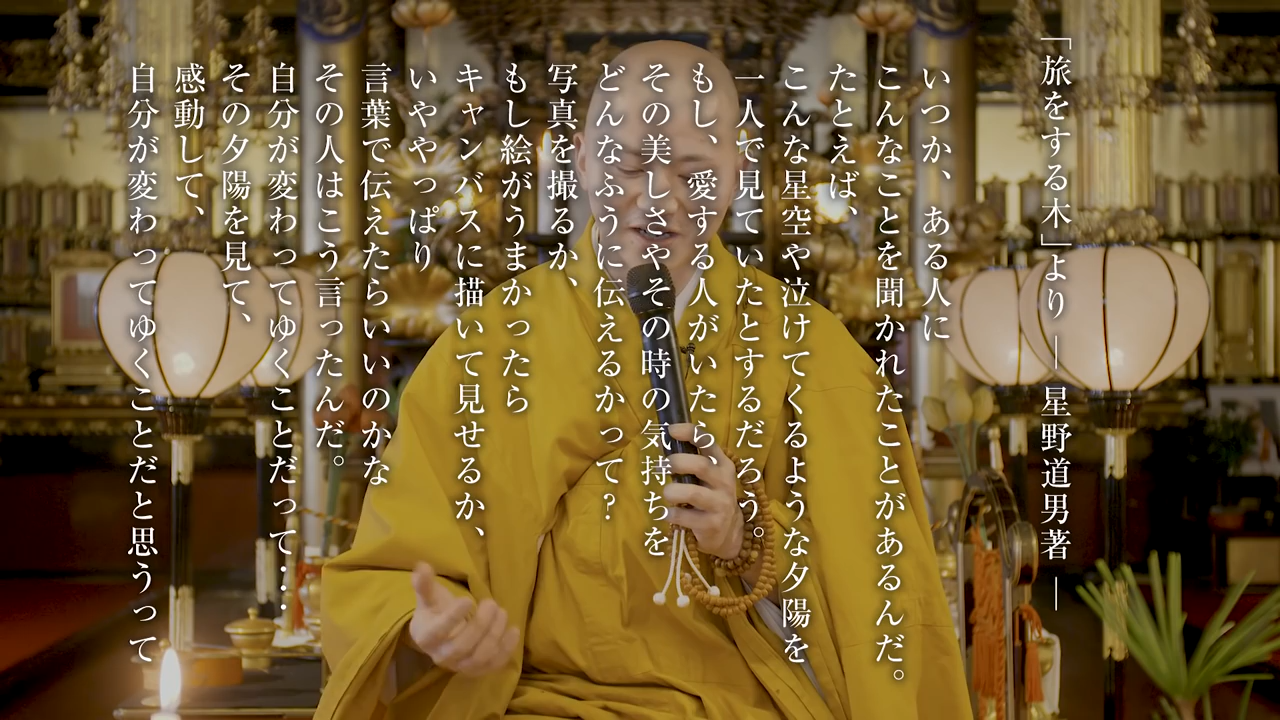 「旅をする木」より ― 星野道男著 ―
いつか、ある人に
こんなことを聞かれたことがあるんだ。
たとえば、
こんな星空や泣けてくるような夕陽を
一人で見ていたとするだろう。
もし、愛する人がいたら、
その美しさやその時の気持ちを
どんなふうに伝えるかって？
写真を撮るか、
もし絵がうまかったら
キャンバスに描いて見せるか、
いややっぱり
言葉で伝えたらいいのかな
その人はこう言ったんだ。
自分が変わってゆくことだって‥‥
その夕陽を見て、
感動して、
自分が変わってゆくことだと思うって